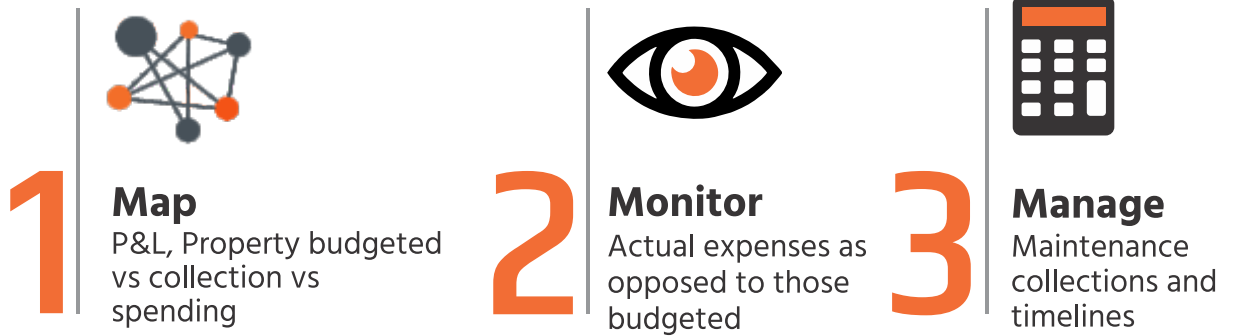 1
Map
P&L, Property budgeted
vs collection vs
spending
2
Monitor
Actual expenses as
opposed to those
budgeted
3
Manage
Maintenance
collections and
timelines